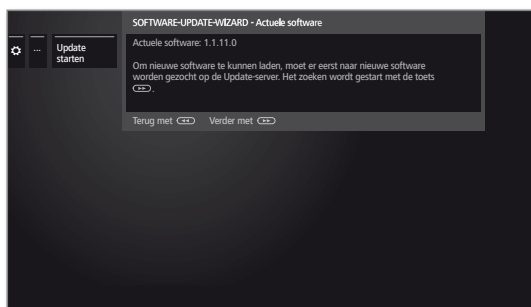 SOFTWARE-UPDATE-WIZARD - Actuele software
... Update
starten
Actuele software: 1.1.11.0
Om nieuwe software te kunnen laden, moet er eerst naar nieuwe software
worden gezocht op de Update-server. Het zoeken wordt gestart met de toets
.
Terug met Verder met